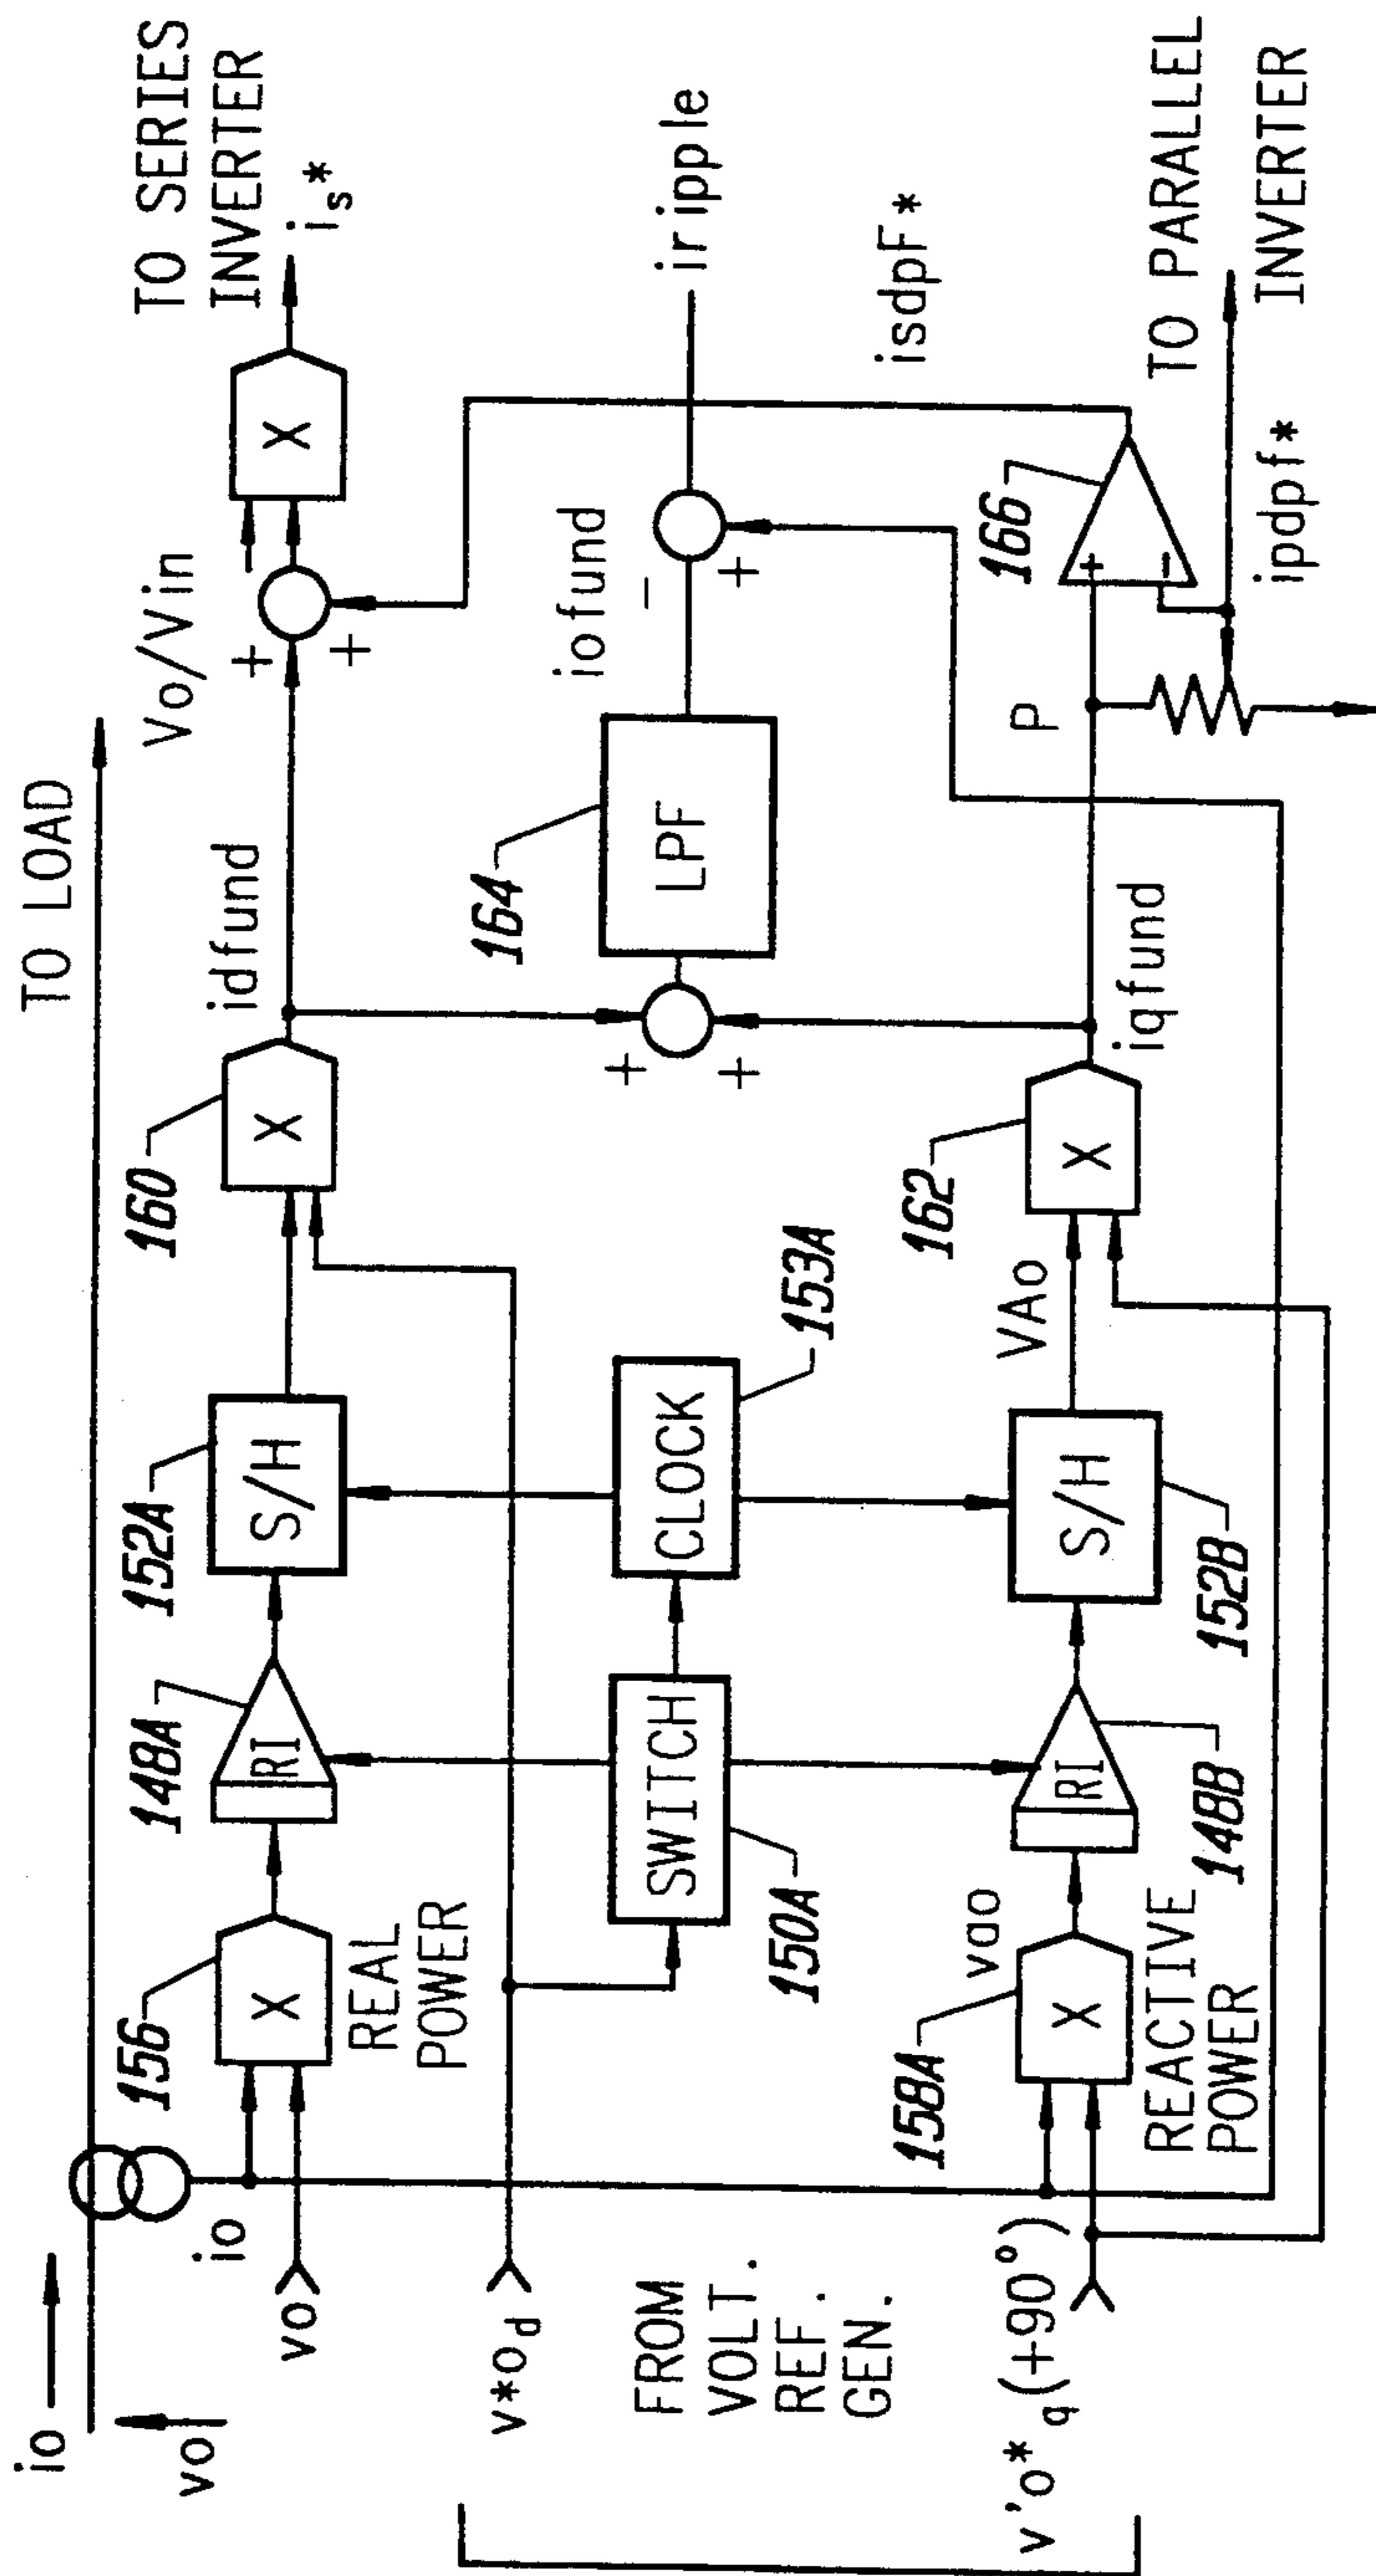 io
vo
TO LOAD
io
vo
156
X
REAL
POWER
148A
RI
152A
S/H
160
X
idfund
Vo/Vin
+
+
X
TO SERIES
INVERTER
is*
v*od
FROM
VOLT.
REF.
GEN.
SWITCH
150A
CLOCK
153A
+
+
164
LPF
iofund
-
+
iripple
isdpF*
v'o*q(+90°)
158A
X
vao
REACTIVE
POWER
RI
148B
S/H
152B
VAo
162
X
iqfund
P
166
+
-
ipdpf*
TO PARALLEL
INVERTER